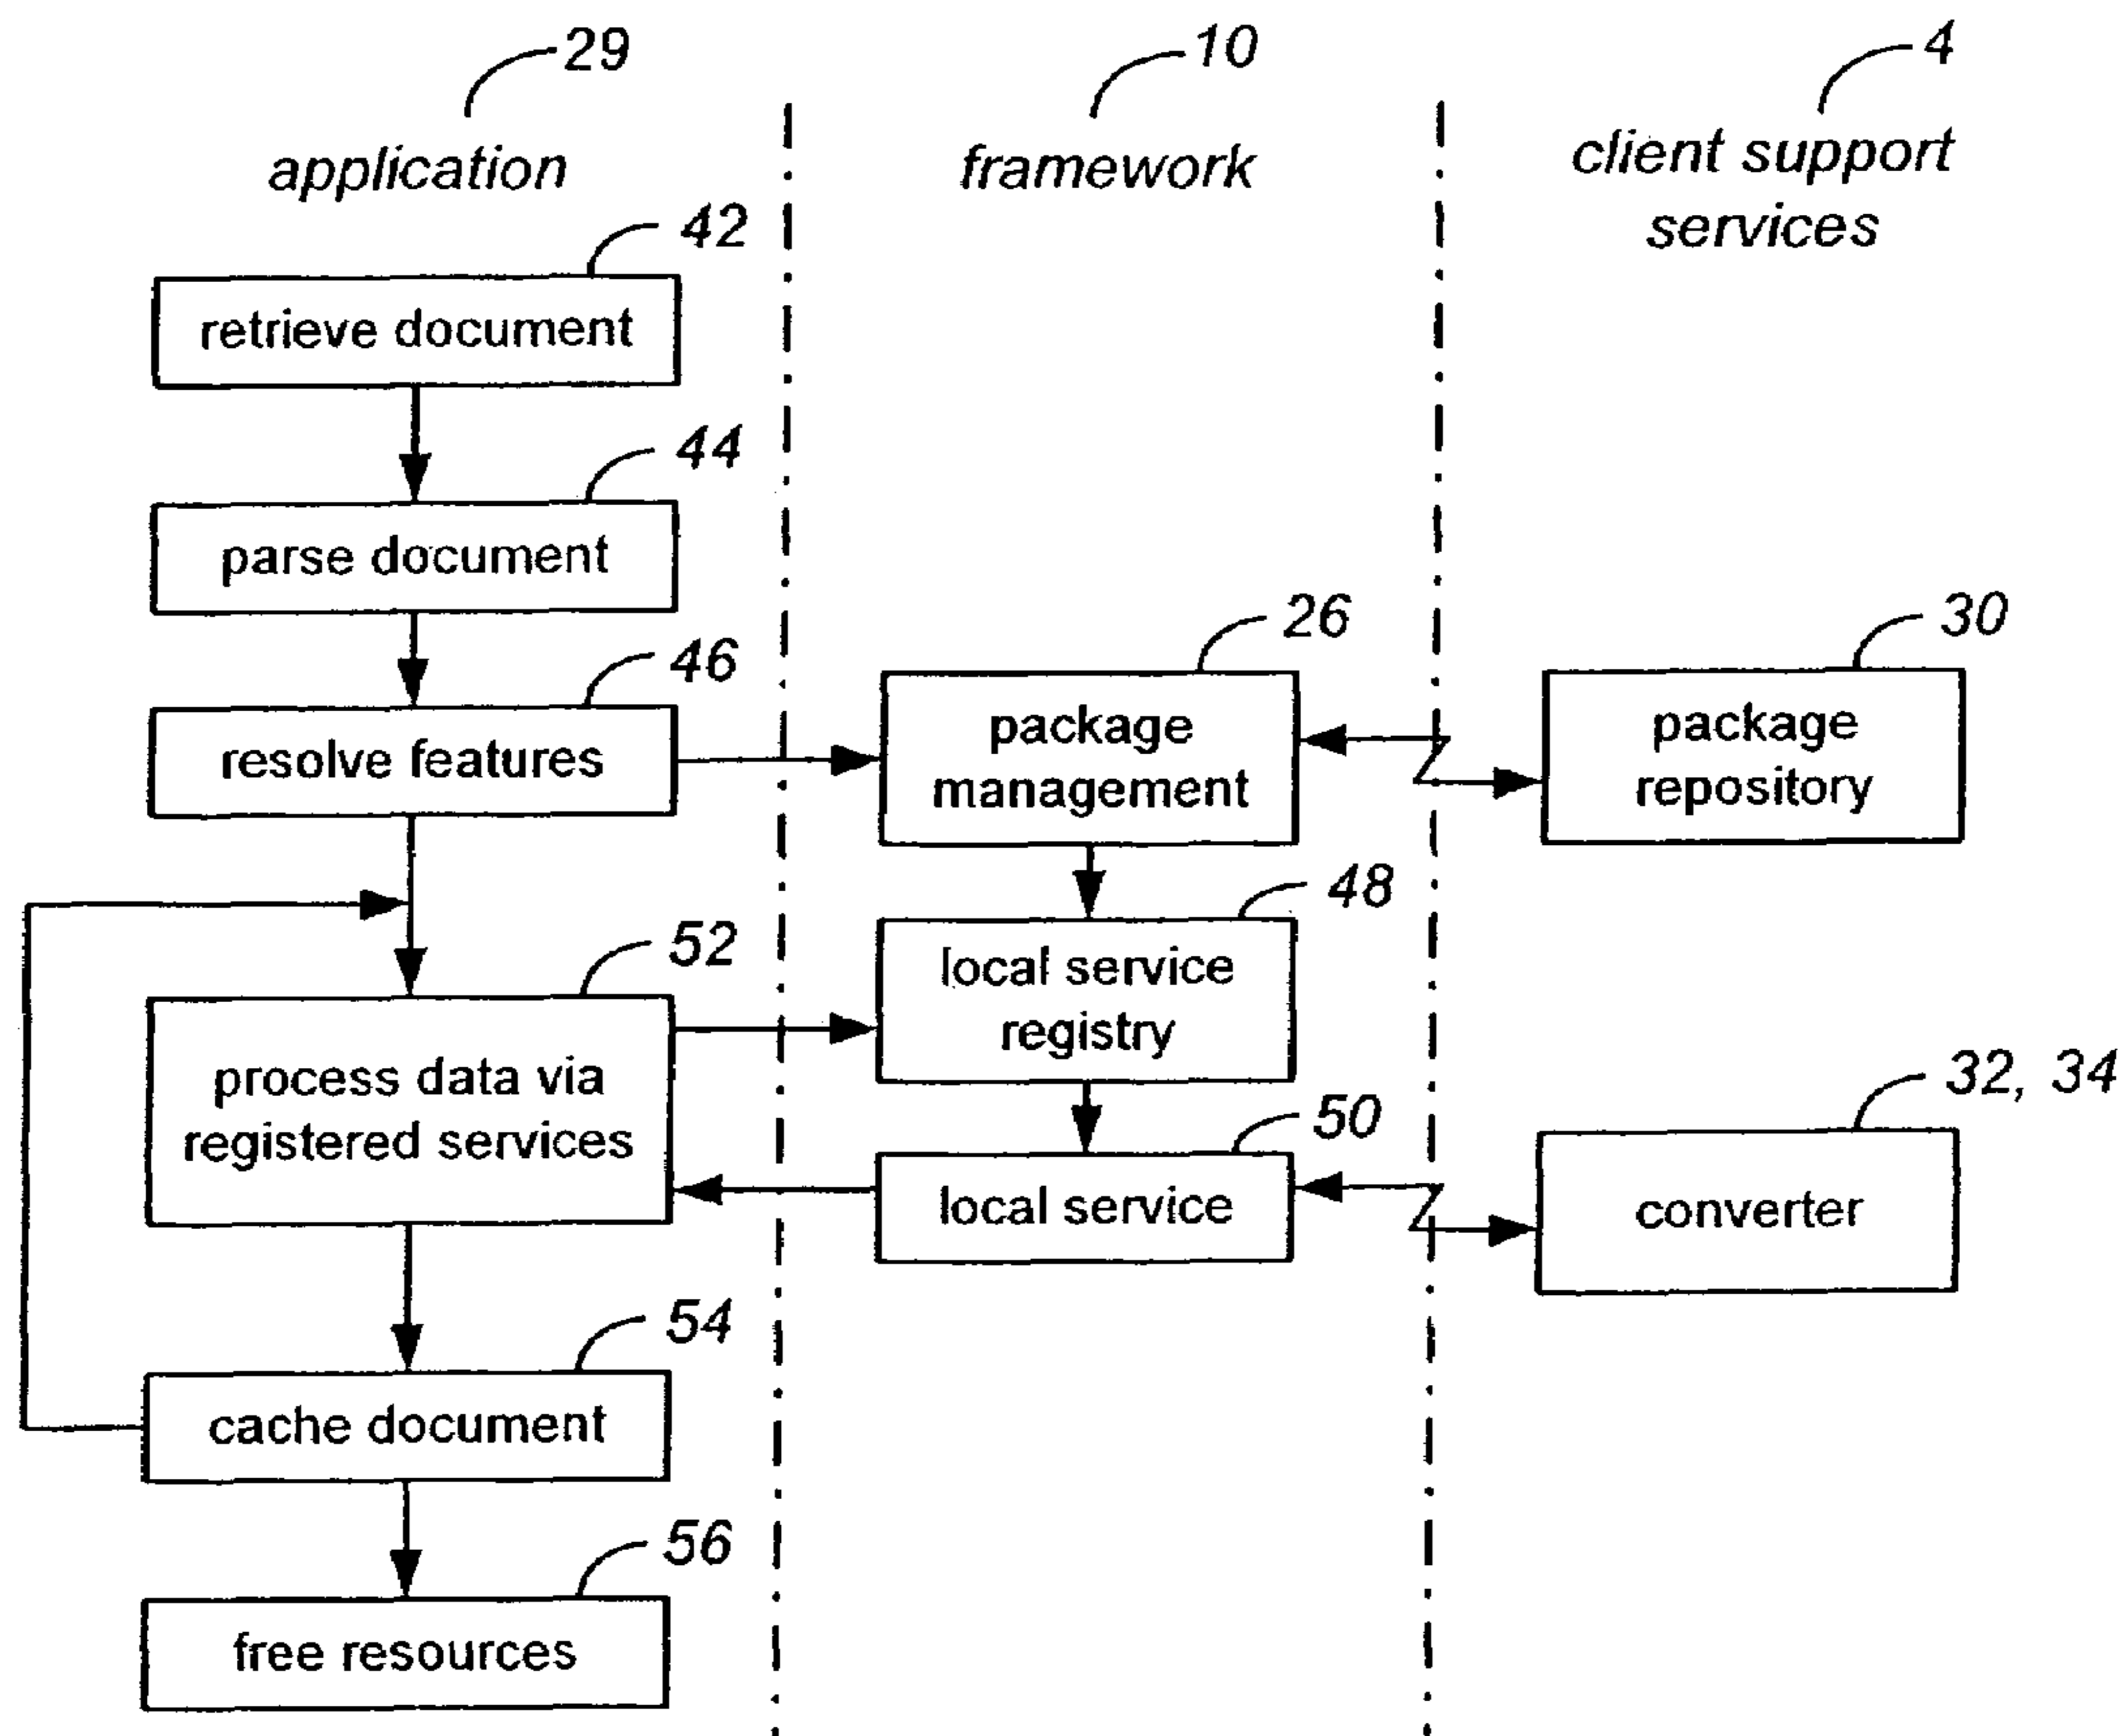 29
10
4
application
framework
client support
services
42
retrieve document
44
parse document
46
resolve features
26
package
management
30
package
repository
48
local service
registry
52
process data via
registered services
50
local service
32, 34
converter
54
cache document
56
free resources